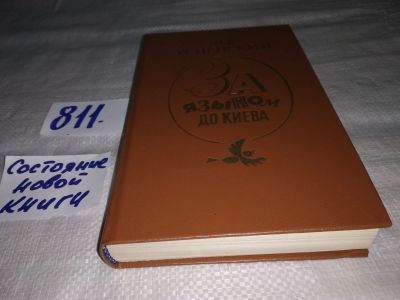 811.
Состояние
новой
книги
ЗА
языком
ДО КИЕВА